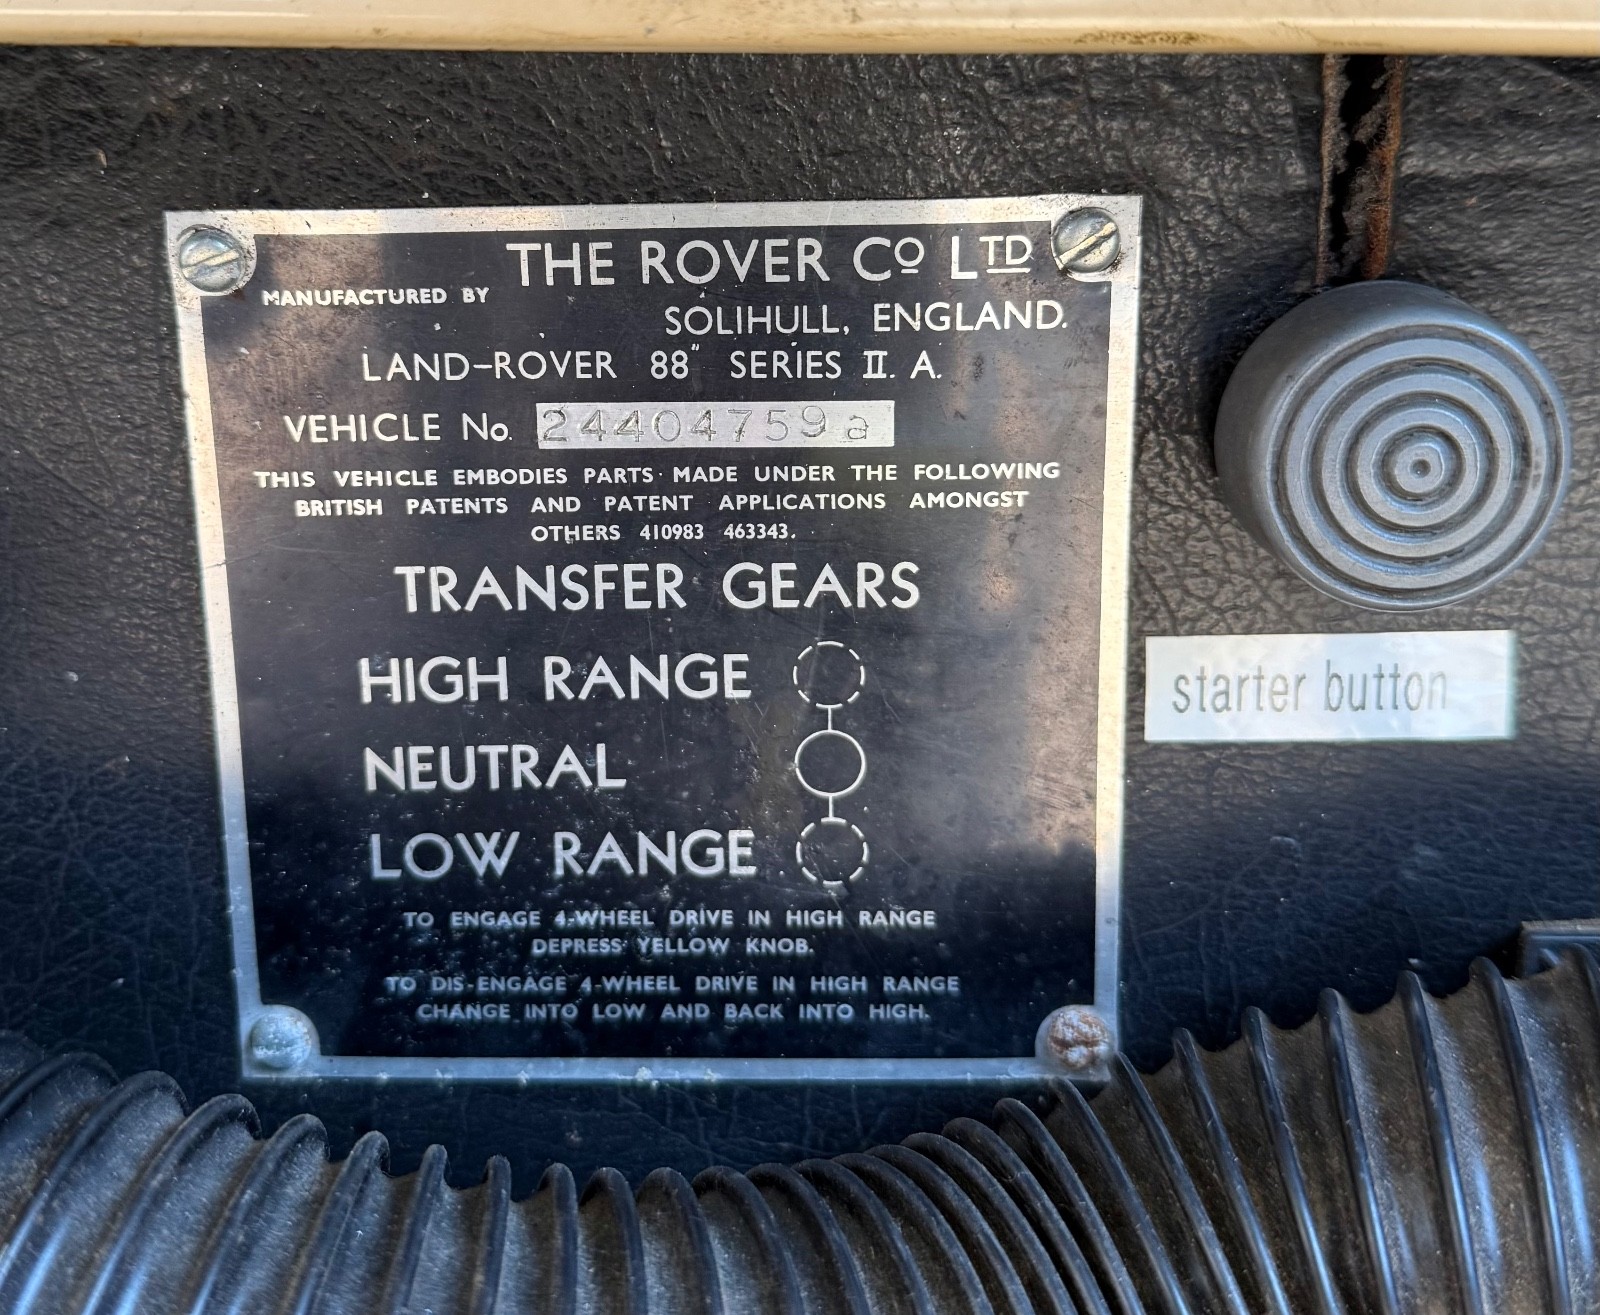 MANUFACTURED BY THE ROVER Cº LTD
SOLIHULL, ENGLAND.
LAND-ROVER 88" SERIES II. A.
VEHICLE No. 24404759a
THIS VEHICLE EMBODIES PARTS MADE UNDER THE FOLLOWING
BRITISH PATENTS AND PATENT APPLICATIONS AMONGST
OTHERS 410983 463343.
TRANSFER GEARS
HIGH RANGE
NEUTRAL
LOW RANGE
TO ENGAGE 4-WHEEL DRIVE IN HIGH RANGE
DEPRESS YELLOW KNOB.
TO DIS-ENGAGE 4-WHEEL DRIVE IN HIGH RANGE
CHANGE INTO LOW AND BACK INTO HIGH.
starter button